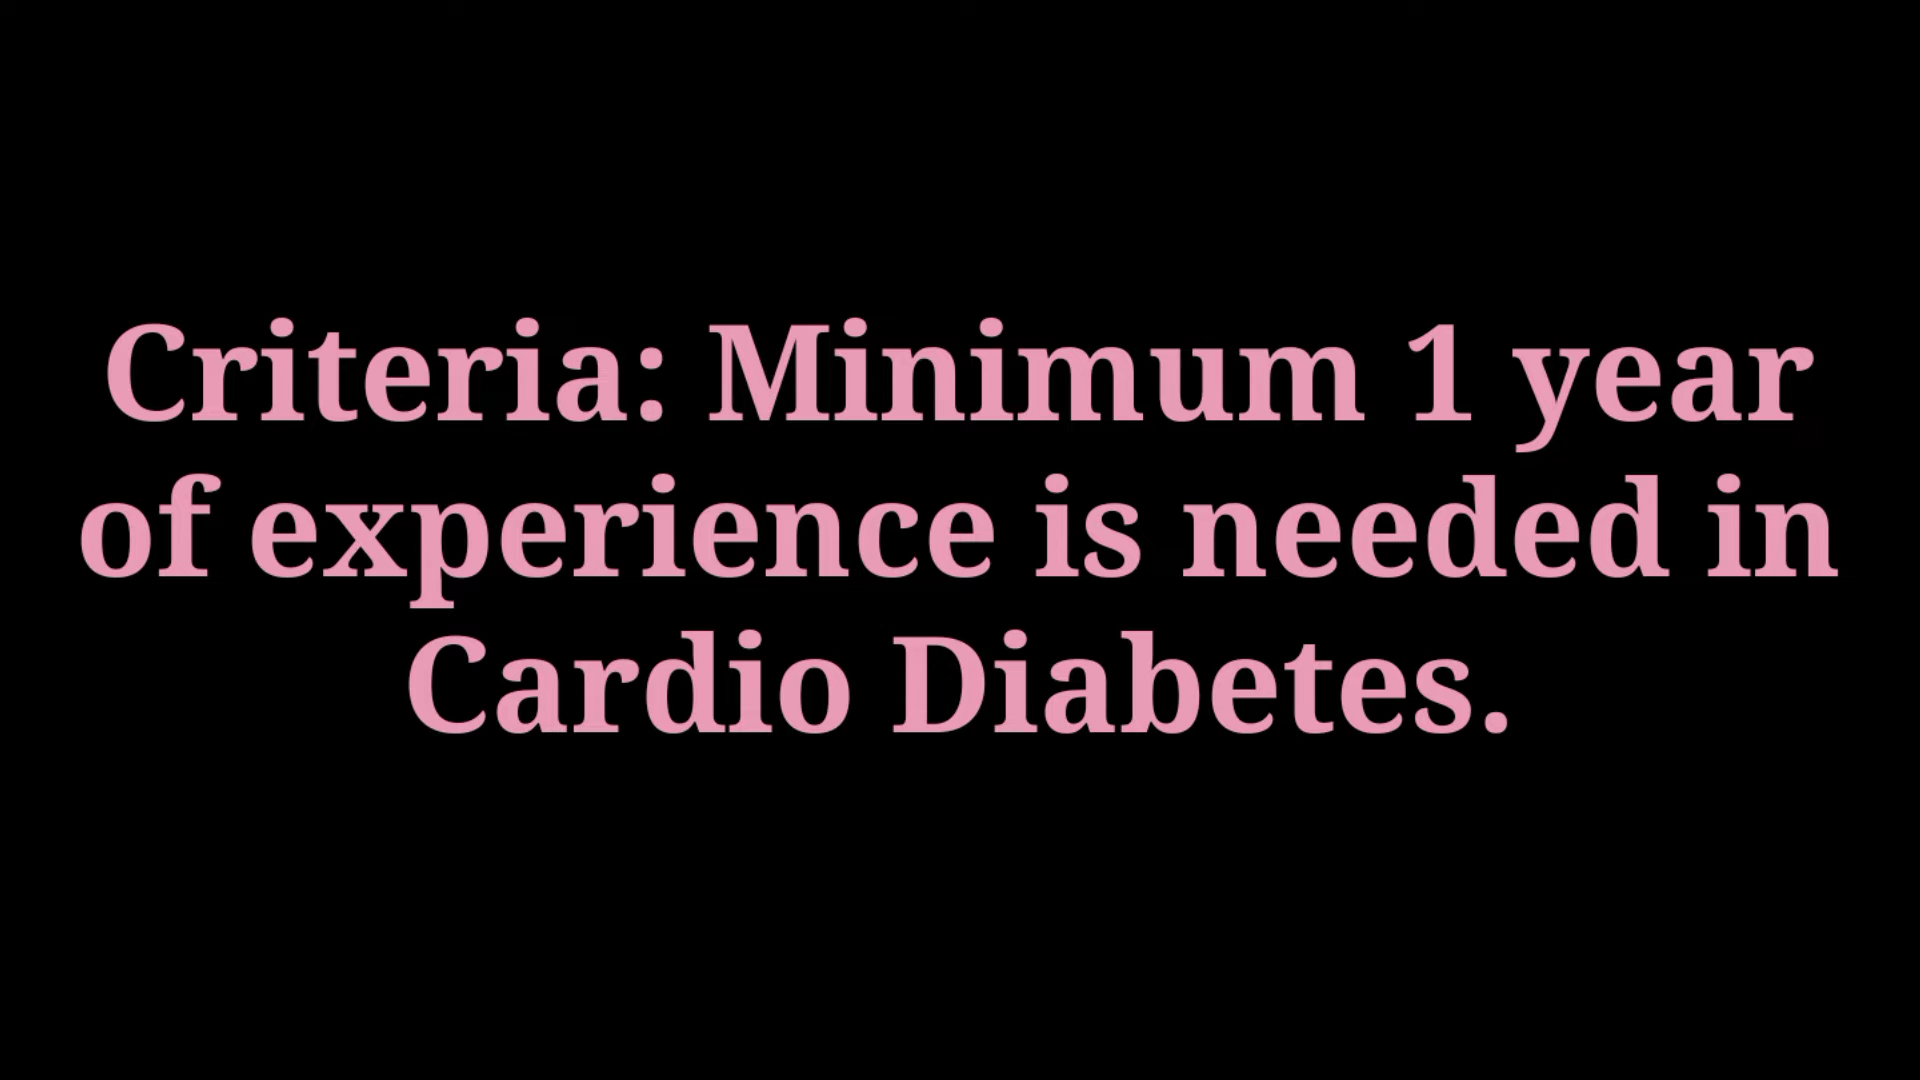 Criteria: Minimum 1 year
of experience is needed in
Cardio Diabetes.